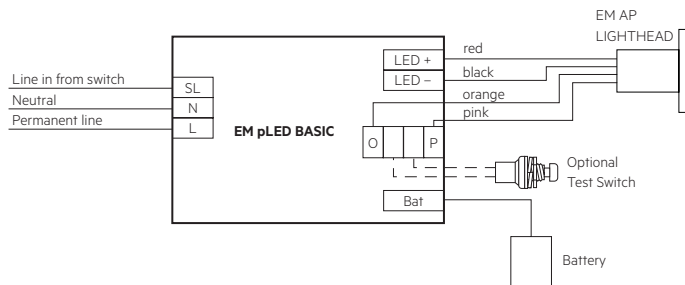 EM AP
LIGHTHEAD
red
LED +
black
LED –
Line in from switch
SL
orange
Neutral
N
pink
Permanent line
L
EM pLED BASIC
O
P
Optional
Test Switch
Bat
Battery